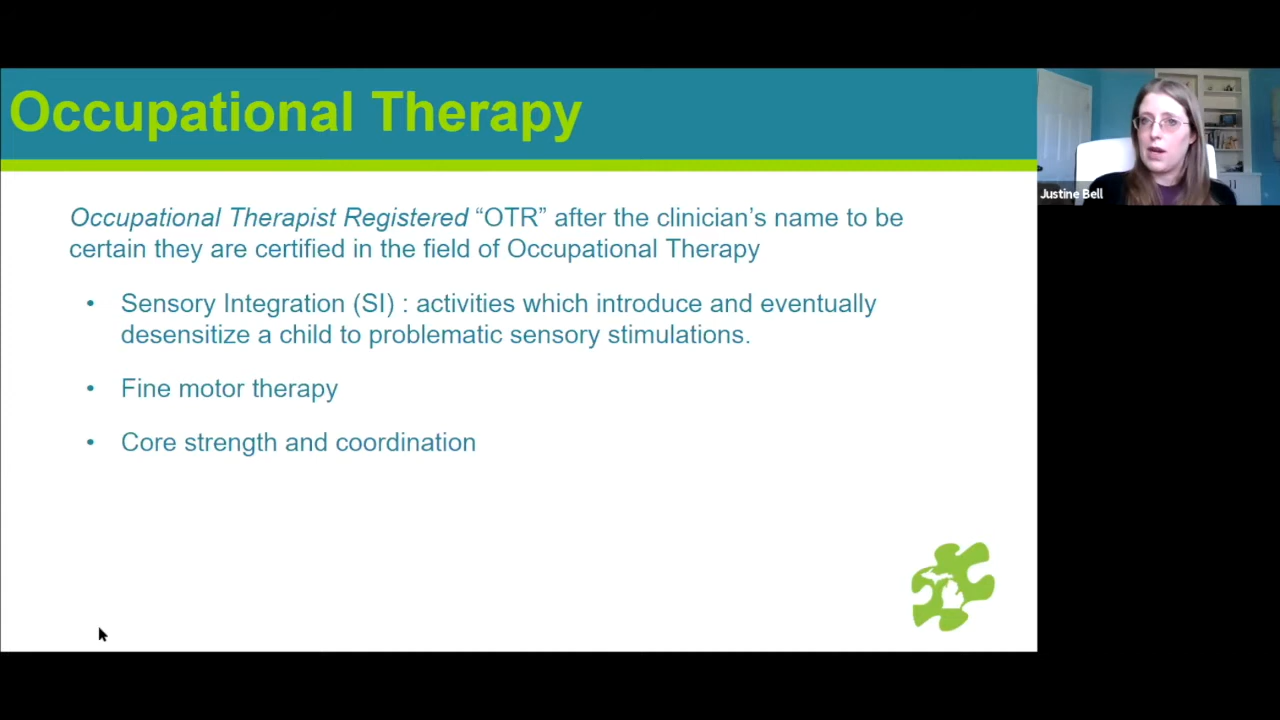 Occupational Therapy
Occupational Therapist Registered “OTR” after the clinician’s name to be
certain they are certified in the field of Occupational Therapy
• Sensory Integration (SI) : activities which introduce and eventually
desensitize a child to problematic sensory stimulations.
• Fine motor therapy
• Core strength and coordination
Justine Bell